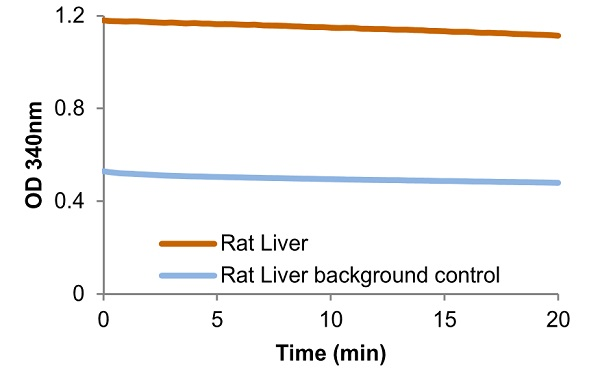 1.2
0.8
OD 340nm
0.4
Rat Liver
Rat Liver background control
0
0 5 10 15 20
Time (min)